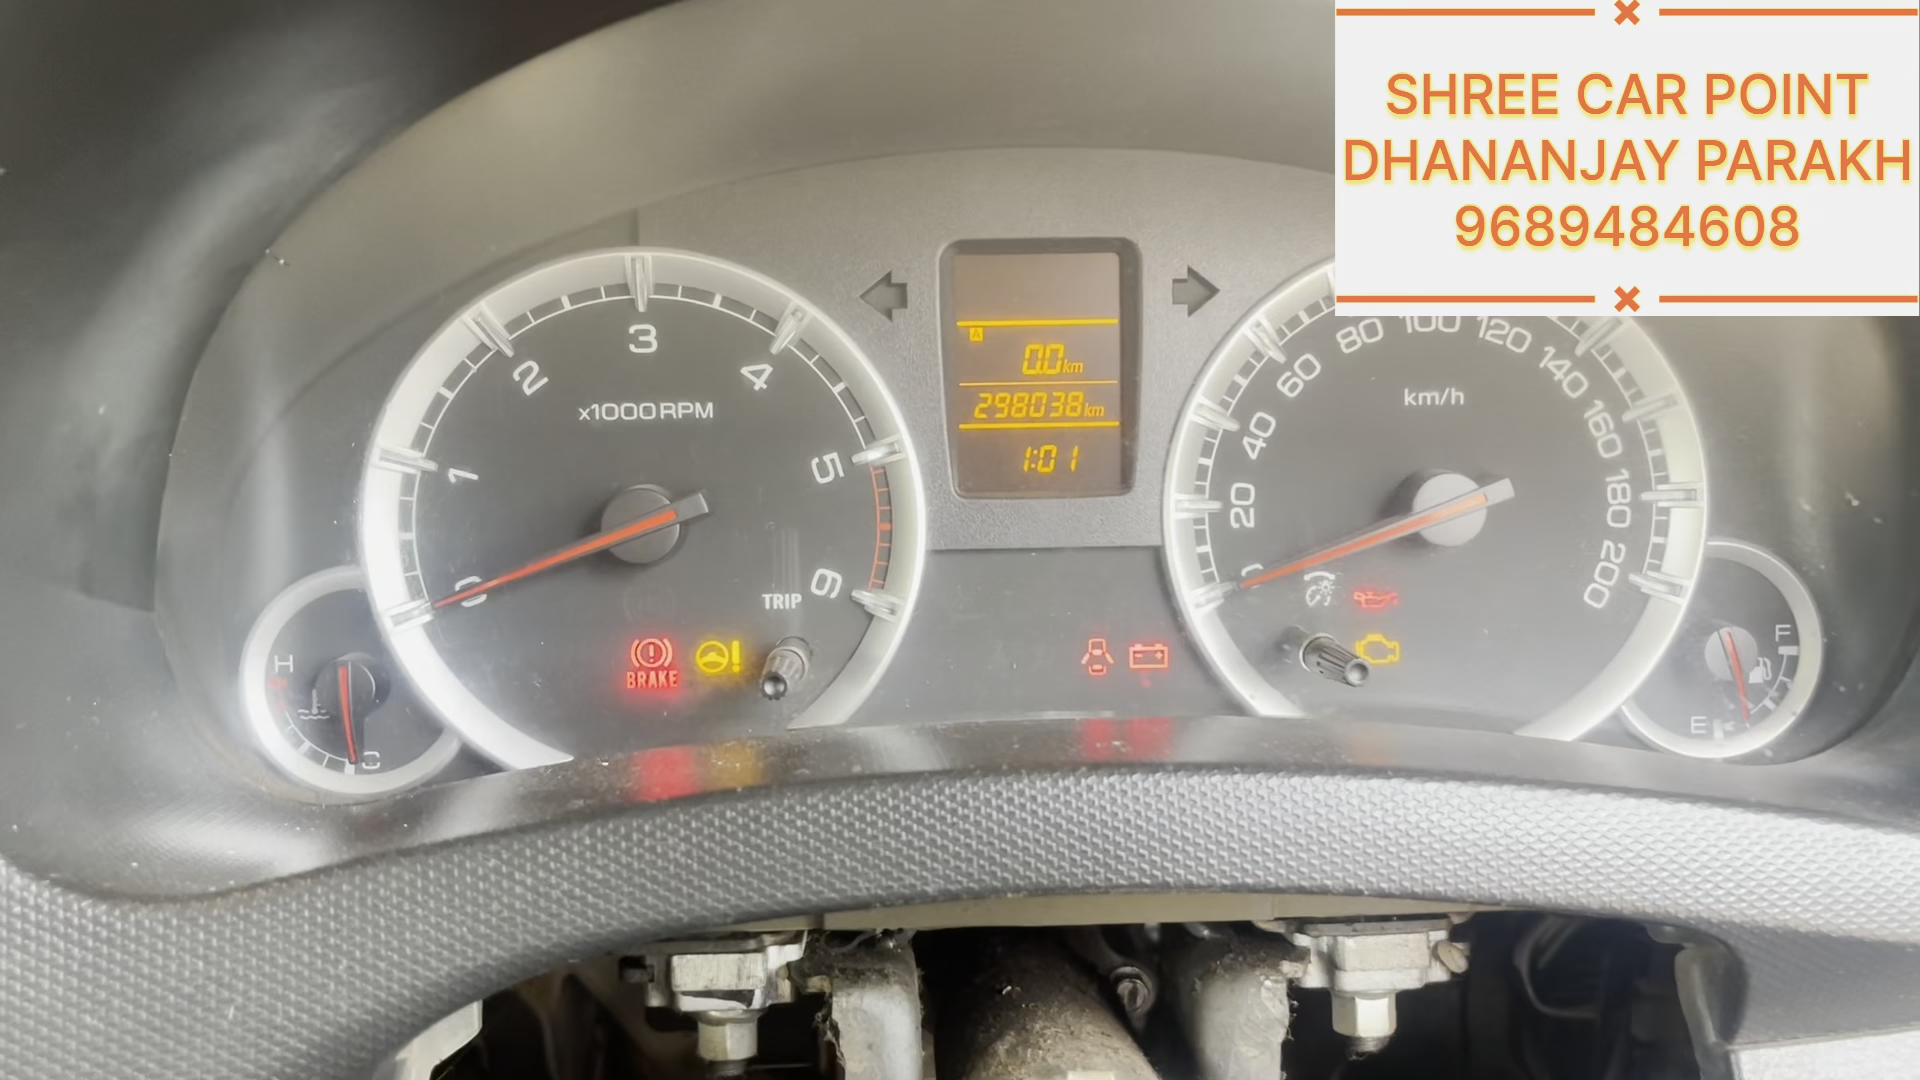 SHREE CAR POINT
DHANANJAY PARAKH
9689484608
3
2
4
x1000RPM
1
5
0
6
TRIP
BRAKE
H
C
A
0.0km
298038km
1:01
80 100 120
60
140
km/h
40
160
20
180
200
F
E